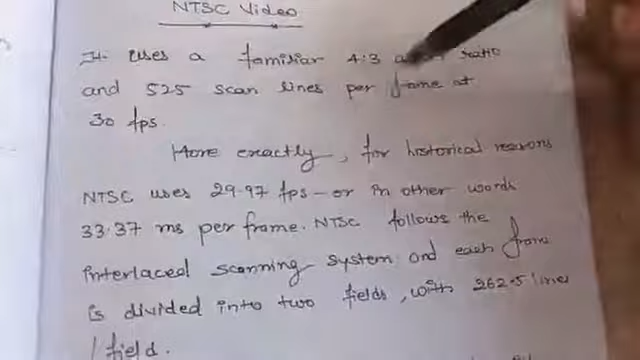 NTSC Video
It uses a familiar 4:3 ratio
and 525 scan lines per frame at
30 fps.
More exactly, for historical reasons
NTSC uses 29.97 fps - or in other words
33.37 ms per frame. NTSC follows the
interlaced scanning system and each frame
is divided into two fields, with 262.5 lines
/ field.